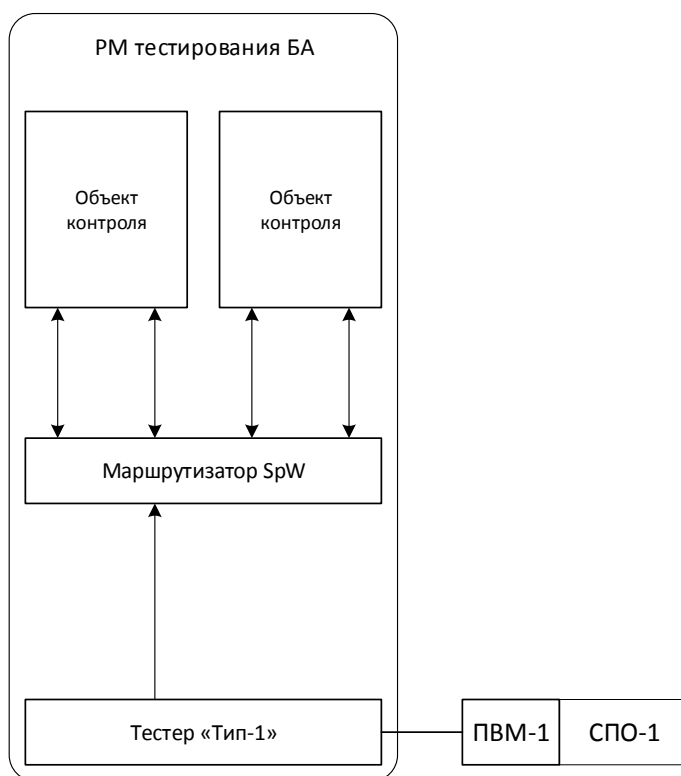 РМ тестирования БА
Объект
контроля
Объект
контроля
Маршрутизатор SpW
Тестер «Тип-1»
ПВМ-1
СПО-1